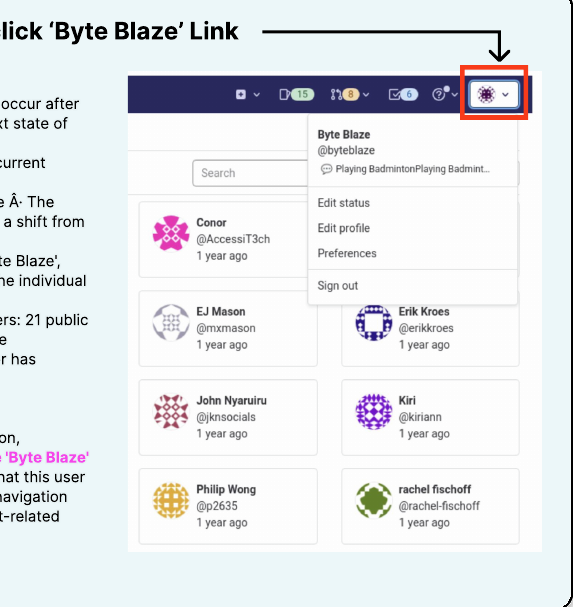 lick ‘Byte Blaze’ Link
occur after
xt state of
current
e Â· The
a shift from
te Blaze',
he individual
ers: 21 public
e
er has
on,
e 'Byte Blaze'
hat this user
navigation
t-related
15 8 6
Byte Blaze
@byteblaze
Playing BadmintonPlaying Badmint...
Edit status
Edit profile
Preferences
Sign out
Search
Conor
@AccessiT3ch
1 year ago
EJ Mason
@mxmason
1 year ago
Erik Kroes
@erikkroes
1 year ago
John Nyaruiru
@jknsocials
1 year ago
Kiri
@kiriann
1 year ago
Philip Wong
@p2635
1 year ago
rachel fischoff
@rachel-fischoff
1 year ago